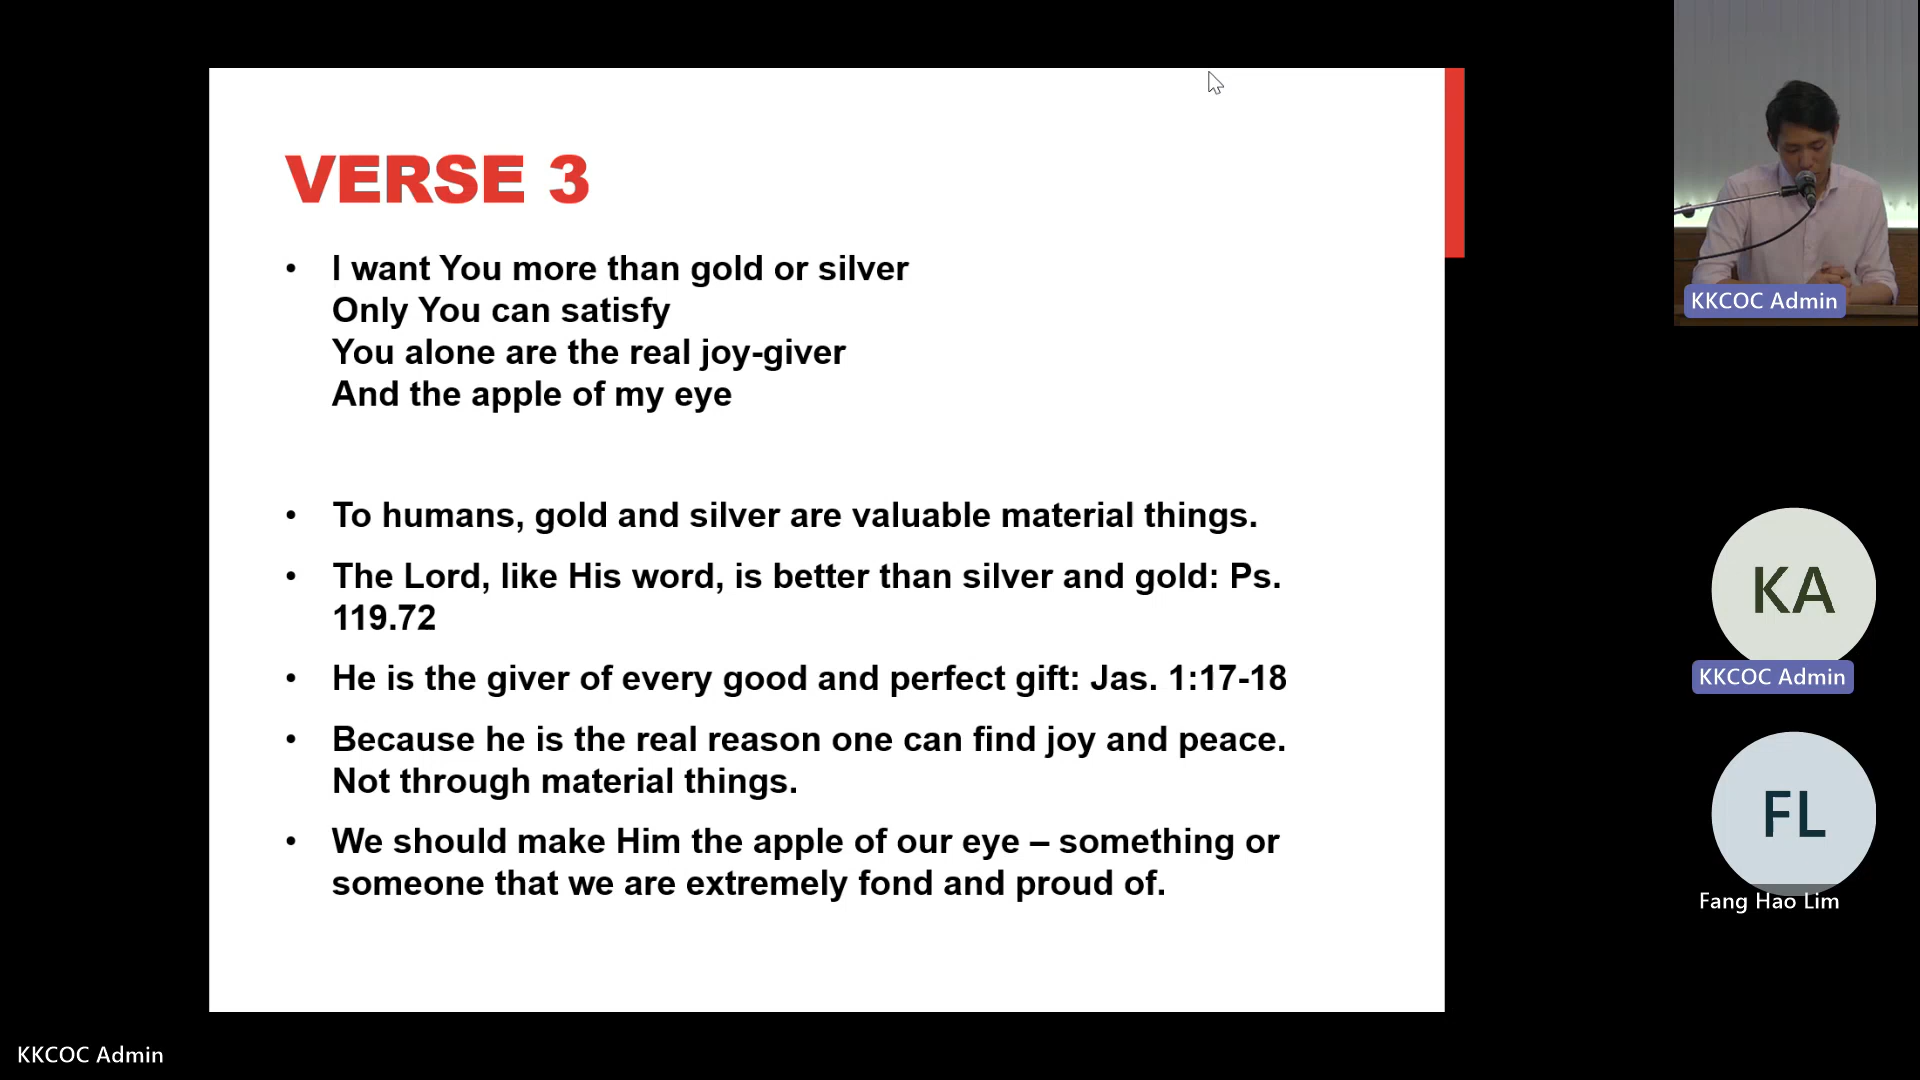 VERSE 3
• I want You more than gold or silver
Only You can satisfy
You alone are the real joy-giver
And the apple of my eye
• To humans, gold and silver are valuable material things.
• The Lord, like His word, is better than silver and gold: Ps.
119.72
• He is the giver of every good and perfect gift: Jas. 1:17-18
• Because he is the real reason one can find joy and peace.
Not through material things.
• We should make Him the apple of our eye – something or
someone that we are extremely fond and proud of.
KKCOC Admin
KA
KKCOC Admin
FL
Fang Hao Lim
KKCOC Admin